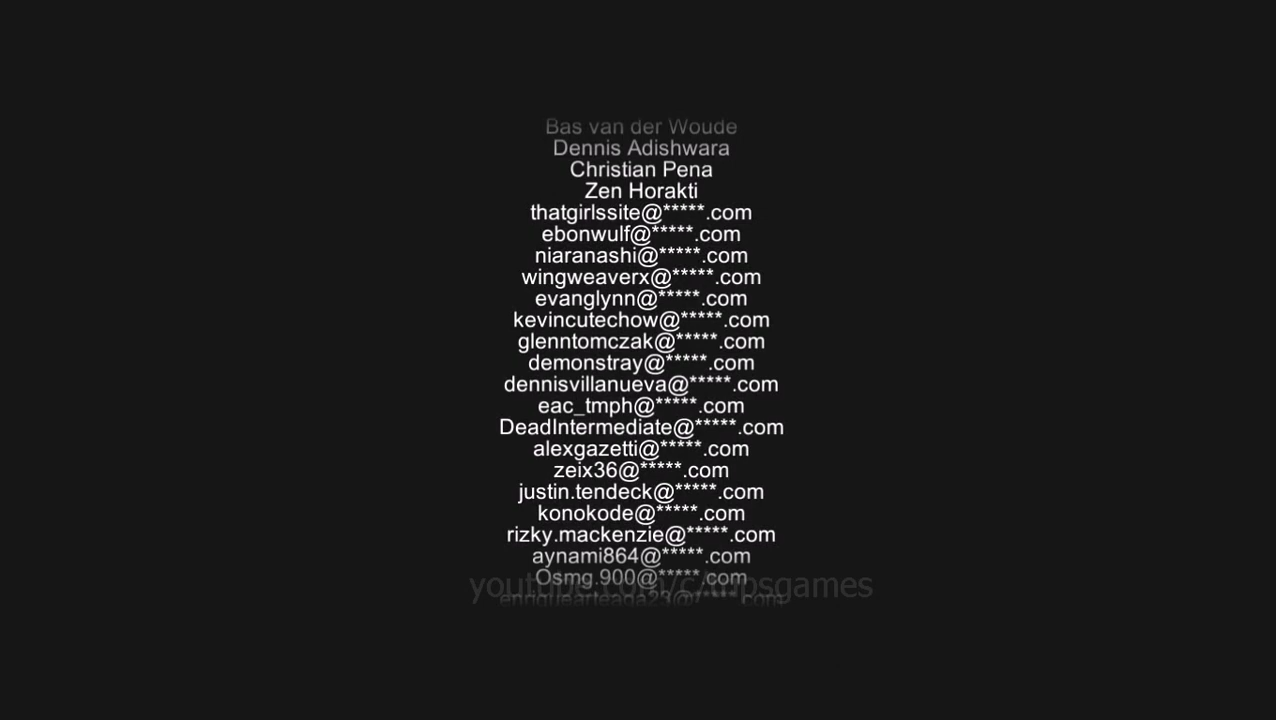 Bas van der Woude
Dennis Adishwara
Christian Pena
Zen Horakti
thatgirlssite@*****.com
ebonwulf@*****.com
niaranashi@*****.com
wingweaverx@*****.com
evanglynn@*****.com
kevincutechow@*****.com
glenntomczak@*****.com
demonstray@*****.com
dennisvillanueva@*****.com
eac_tmph@*****.com
DeadIntermediate@*****.com
alexgazetti@*****.com
zeix36@*****.com
justin.tendeck@*****.com
konokode@*****.com
rizky.mackenzie@*****.com
aynami864@*****.com
Osmg.900@*****.com
enriquearteaga23@*****.com